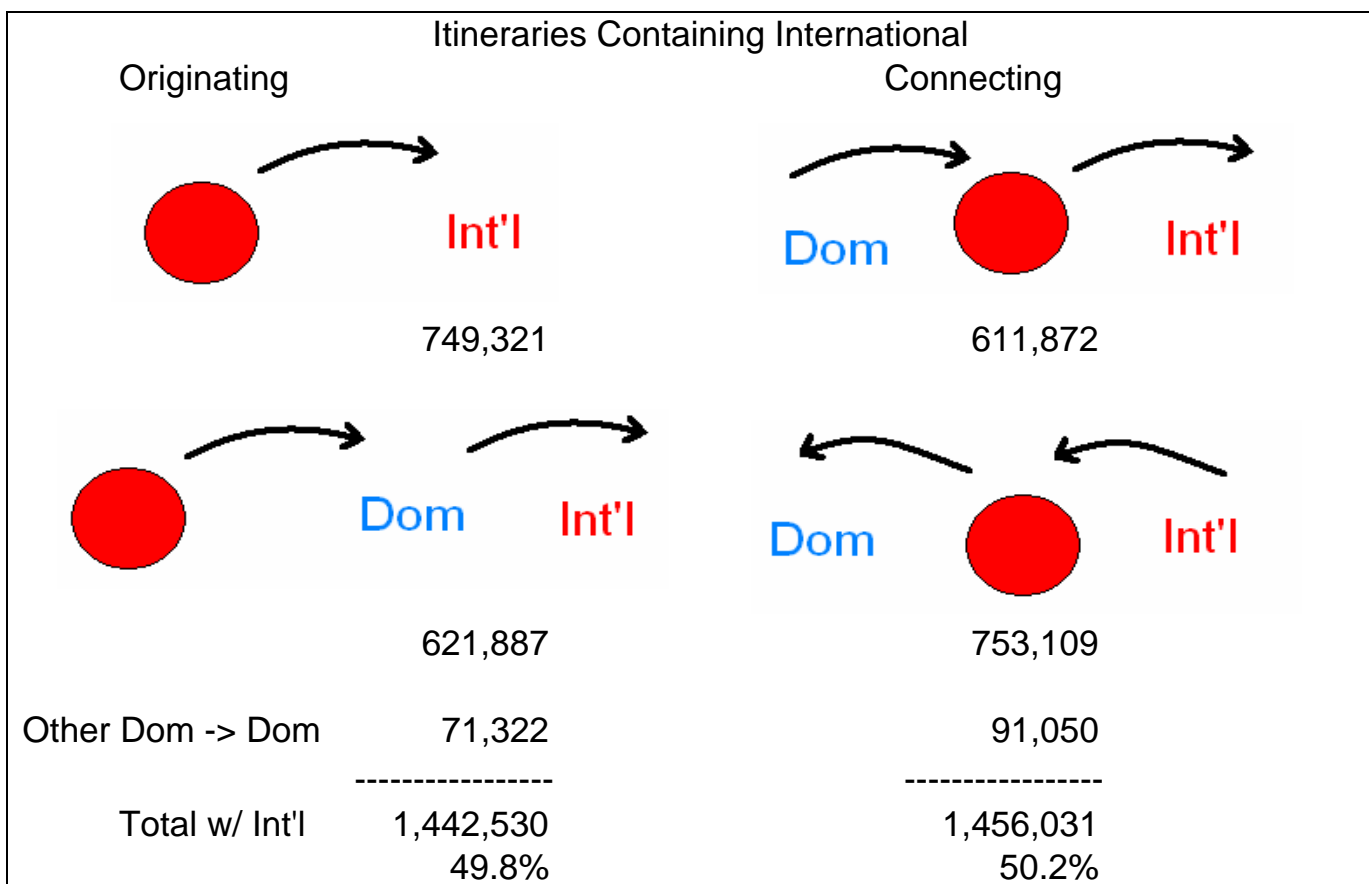 Itineraries Containing International
Originating Connecting
Int'l Dom Int'l
749,321 611,872
Dom Int'l Dom Int'l
621,887 753,109
Other Dom -> Dom 71,322 91,050
----------------- -----------------
Total w/ Int'l 1,442,530 1,456,031
49.8% 50.2%